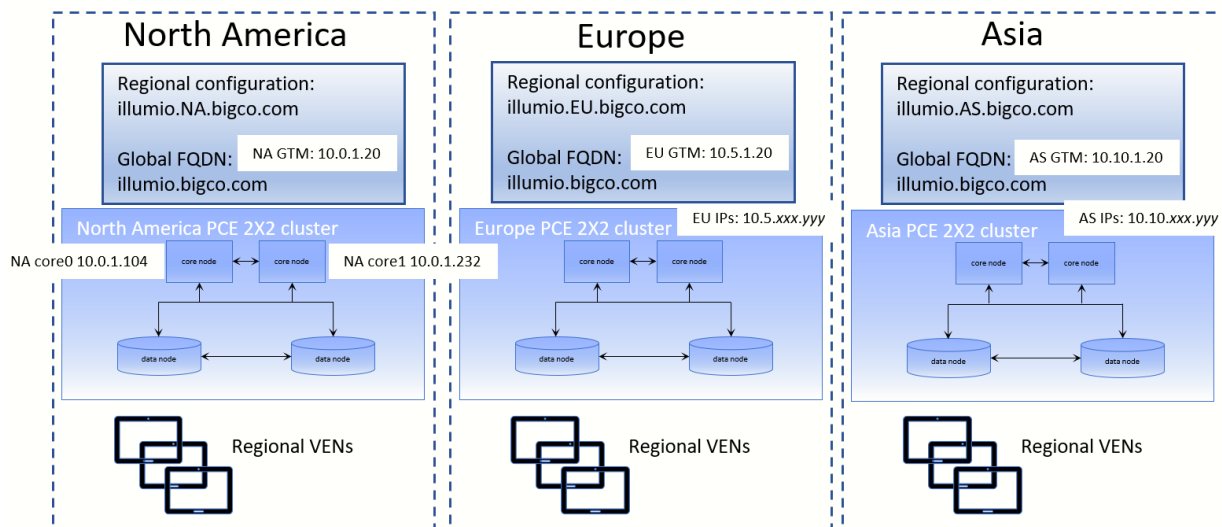 North America
Regional configuration:
illumio.NA.bigco.com
Global FQDN:
NA GTM: 10.0.1.20
illumio.bigco.com
North America PCE 2X2 cluster
NA core0 10.0.1.104
core node
core node
NA core1 10.0.1.232
data node
data node
Regional VENs
Europe
Regional configuration:
illumio.EU.bigco.com
Global FQDN:
EU GTM: 10.5.1.20
illumio.bigco.com
EU IPs: 10.5.xxx.yyy
Europe PCE 2X2 cluster
core node
core node
data node
data node
Regional VENs
Asia
Regional configuration:
illumio.AS.bigco.com
Global FQDN:
AS GTM: 10.10.1.20
illumio.bigco.com
AS IPs: 10.10.xxx.yyy
Asia PCE 2X2 cluster
core node
core node
data node
data node
Regional VENs